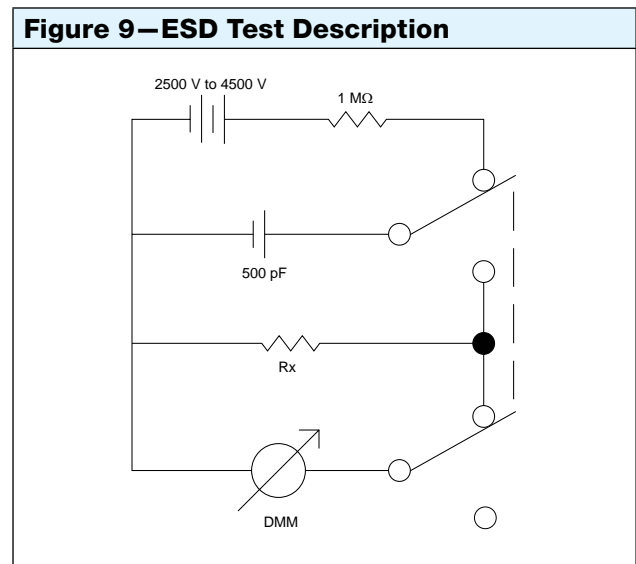 Figure 9—ESD Test Description
2500 V to 4500 V
1 MΩ
500 pF
Rx
DMM